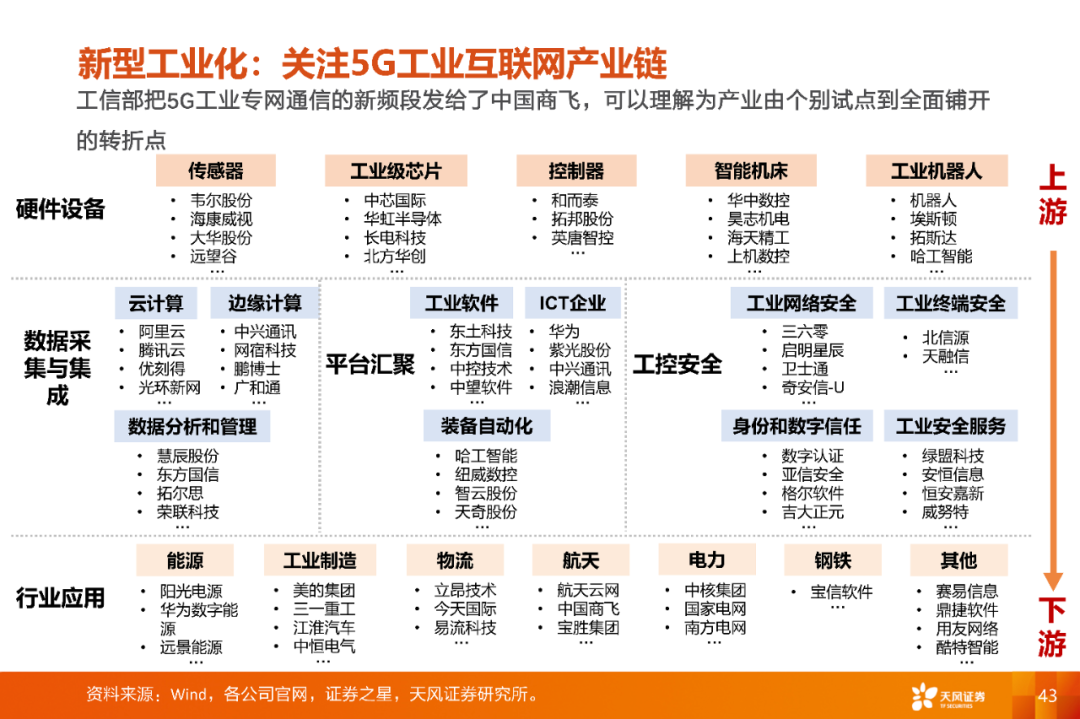 新型工业化：关注5G工业互联网产业链
工信部把5G工业专网通信的新频段发给了中国商飞，可以理解为产业由个别试点到全面铺开
的转折点
上游
硬件设备
传感器
• 韦尔股份
• 海康威视
• 大华股份
• 远望谷
…
工业级芯片
• 中芯国际
• 华虹半导体
• 长电科技
• 北方华创
…
控制器
• 和而泰
• 拓邦股份
• 英唐智控
…
智能机床
• 华中数控
• 昊志机电
• 海天精工
• 上机数控
…
工业机器人
• 机器人
• 埃斯顿
• 拓斯达
• 哈工智能
…
数据采
集与集
成
云计算
• 阿里云
• 腾讯云
• 优刻得
• 光环新网
…
边缘计算
• 中兴通讯
• 网宿科技
• 鹏博士
• 广和通
…
数据分析和管理
• 慧辰股份
• 东方国信
• 拓尔思
• 荣联科技
…
平台汇聚
工业软件
• 东土科技
• 东方国信
• 中控技术
• 中望软件
…
ICT企业
• 华为
• 紫光股份
• 中兴通讯
• 浪潮信息
…
装备自动化
• 哈工智能
• 纽威数控
• 智云股份
• 天奇股份
…
工控安全
工业网络安全
• 三六零
• 启明星辰
• 卫士通
• 奇安信-U
…
工业终端安全
• 北信源
• 天融信
…
身份和数字信任
• 数字认证
• 亚信安全
• 格尔软件
• 吉大正元
…
工业安全服务
• 绿盟科技
• 安恒信息
• 恒安嘉新
• 威努特
…
行业应用
能源
• 阳光电源
• 华为数字能
源
• 远景能源
…
工业制造
• 美的集团
• 三一重工
• 江淮汽车
• 中恒电气
…
物流
• 立昂技术
• 今天国际
• 易流科技
…
航天
• 航天云网
• 中国商飞
• 宝胜集团
…
电力
• 中核集团
• 国家电网
• 南方电网
…
钢铁
• 宝信软件
…
其他
• 赛易信息
• 鼎捷软件
• 用友网络
• 酷特智能
…
下游
资料来源：Wind，各公司官网，证券之星，天风证券研究所。
天风证券
TF SECURITIES
43